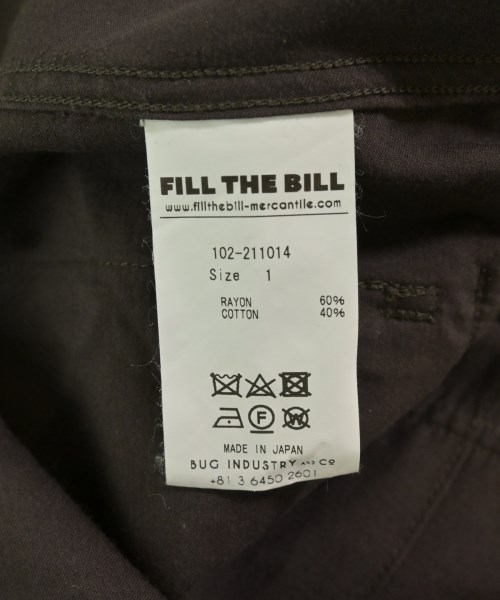 FILL THE BILL
www.fillthebill-mercantile.com
102-211014
Size 1
RAYON 60%
COTTON 40%
F W
MADE IN JAPAN
BUG INDUSTRY AND CO
+81 3 6450 2601